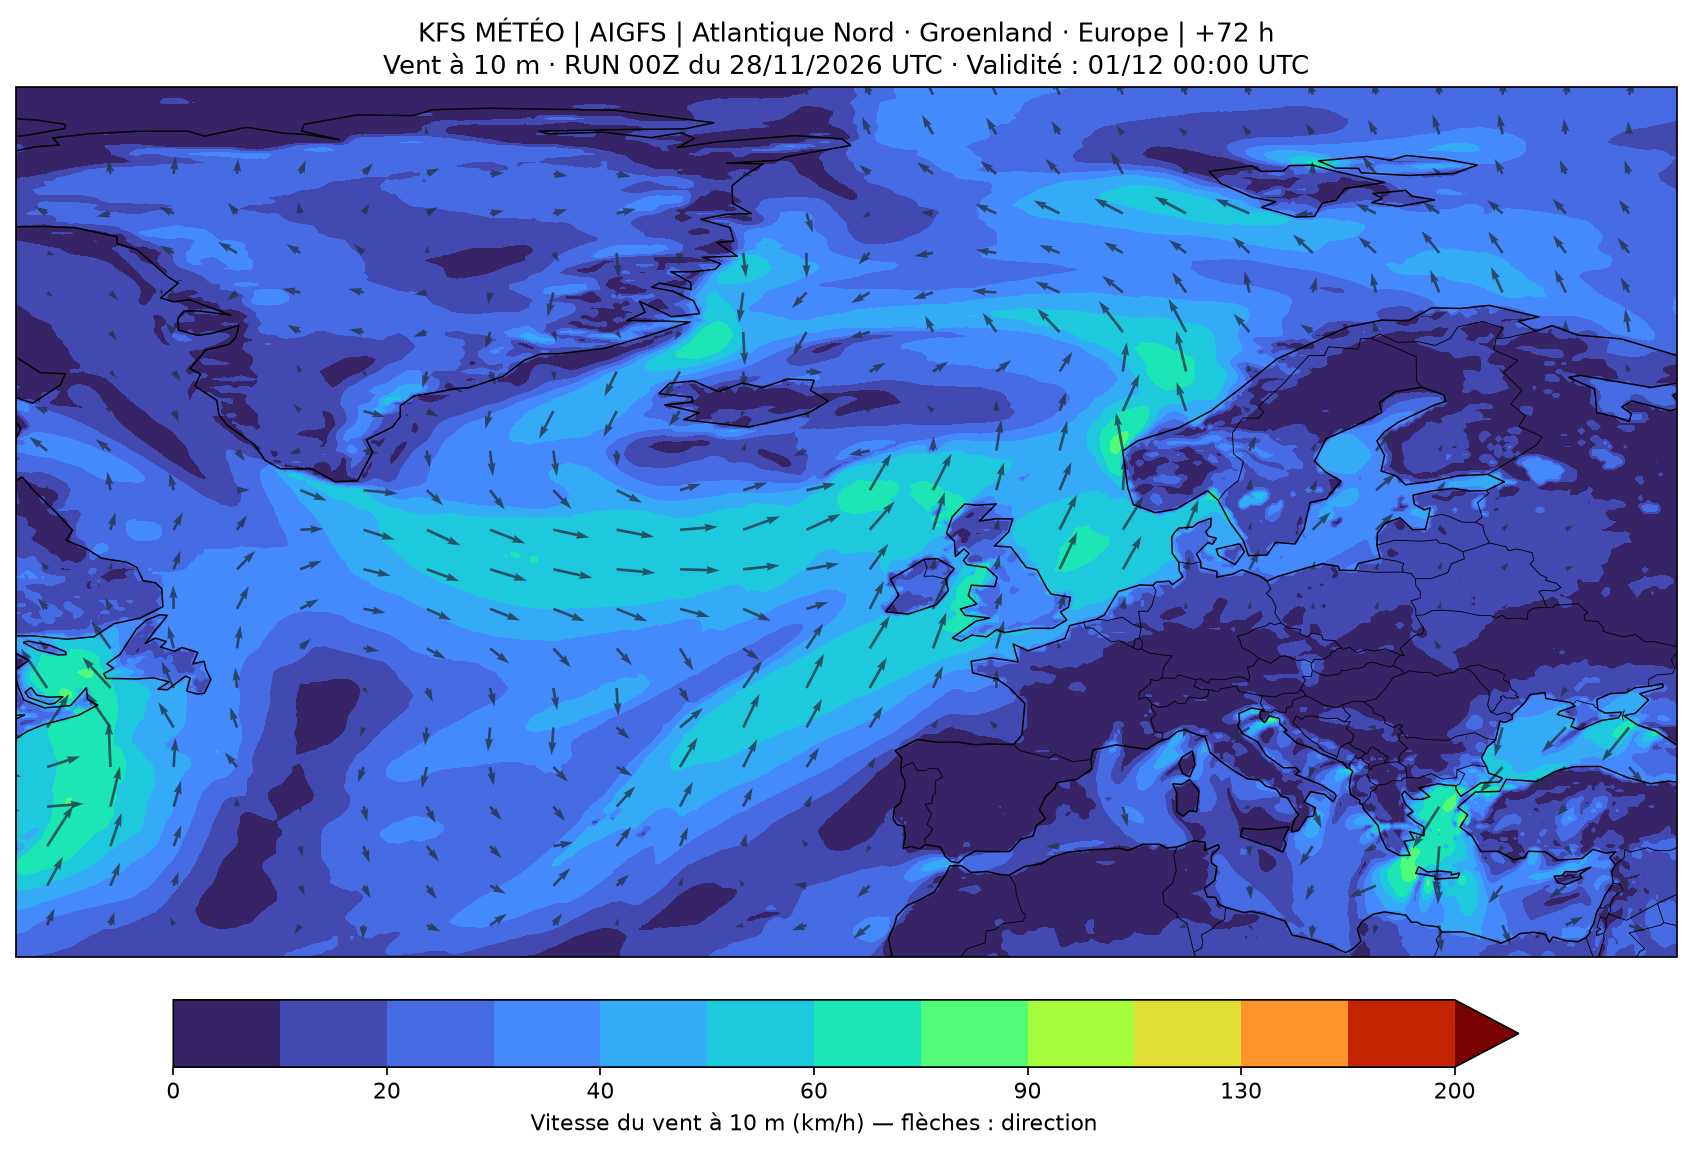 KFS MÉTÉO | AIGFS | Atlantique Nord · Groenland · Europe | +72 h
Vent à 10 m · RUN 00Z du 28/11/2026 UTC · Validité : 01/12 00:00 UTC
0 20 40 60 90 130 200
Vitesse du vent à 10 m (km/h) — flèches : direction